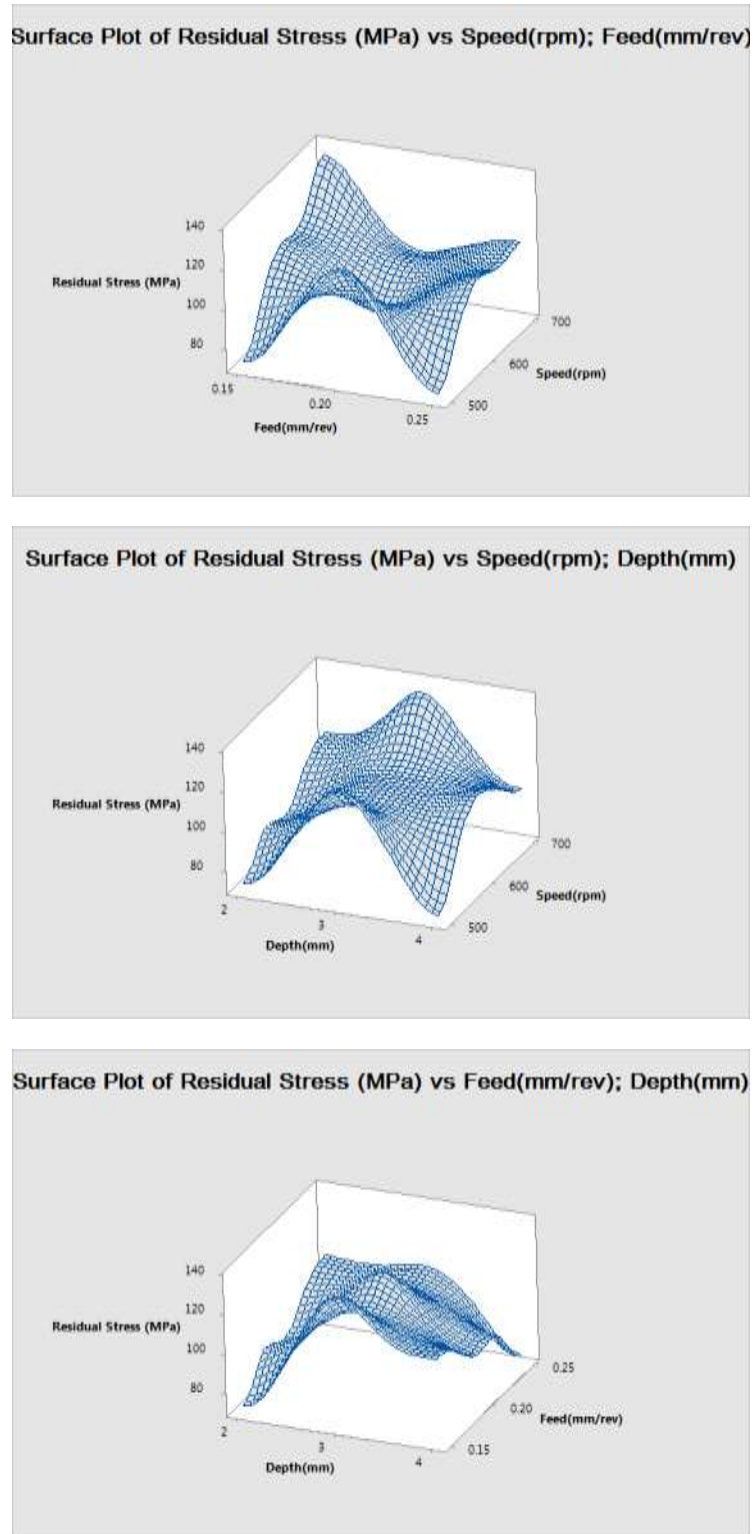 Surface Plot of Residual Stress (MPa) vs Speed(rpm); Feed(mm/rev)
140
120
Residual Stress (MPa)
100
80
700
600
Speed(rpm)
500
0.15
0.20
0.25
Feed(mm/rev)
Surface Plot of Residual Stress (MPa) vs Speed(rpm); Depth(mm)
140
120
Residual Stress (MPa)
100
80
700
600
Speed(rpm)
500
2
3
4
Depth(mm)
Surface Plot of Residual Stress (MPa) vs Feed(mm/rev); Depth(mm)
140
120
Residual Stress (MPa)
100
80
0.25
0.20
Feed(mm/rev)
0.15
2
3
4
Depth(mm)